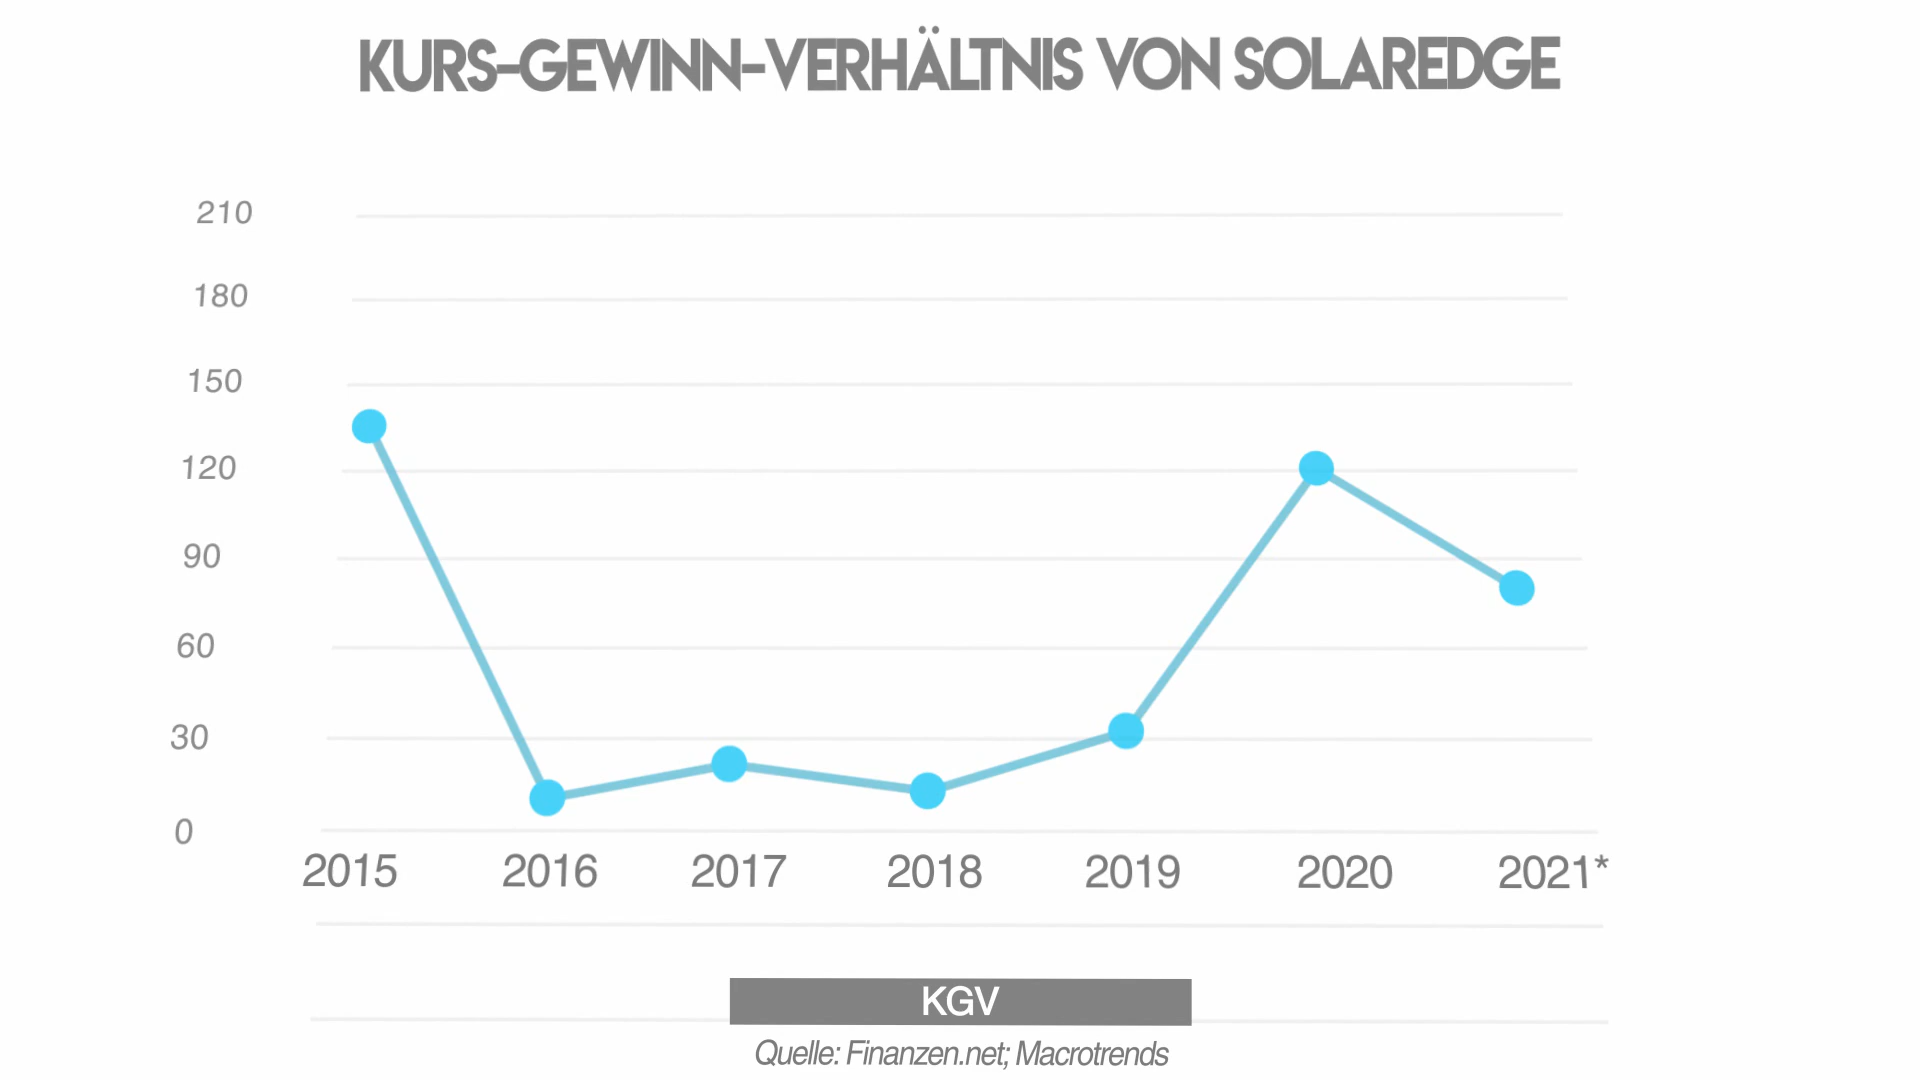 KURS-GEWINN-VERHÄLTNIS VON SOLAREDGE
210
180
150
120
90
60
30
0
2015 2016 2017 2018 2019 2020 2021*
KGV
Quelle: Finanzen.net; Macrotrends